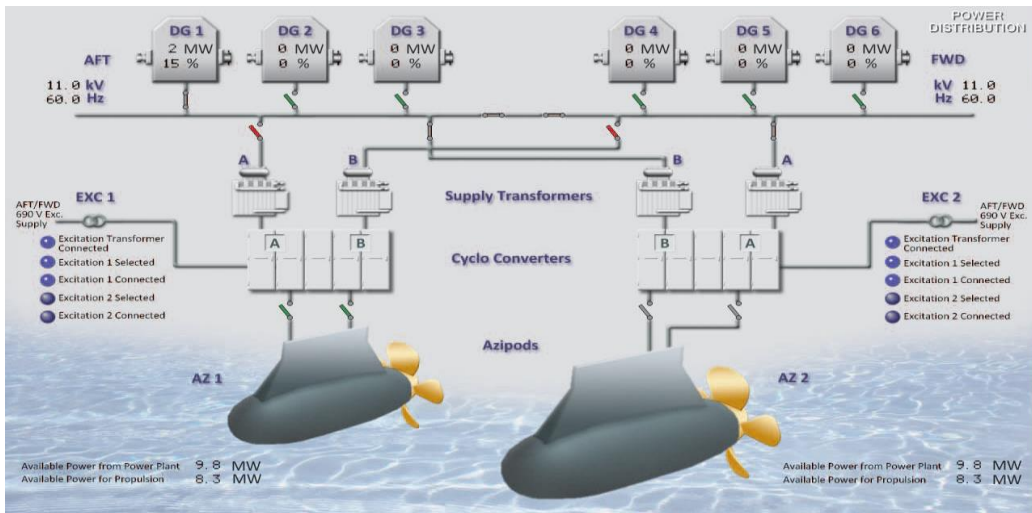 POWER
DISTRIBUTION
DG 1
2 MW
15 %
DG 2
0 MW
0 %
DG 3
0 MW
0 %
DG 4
0 MW
0 %
DG 5
0 MW
0 %
DG 6
0 MW
0 %
AFT
11.0 kV
60.0 Hz
FWD
kV 11.0
Hz 60.0
A
B
B
A
Supply Transformers
EXC 1
AFT/FWD
690 V Exc.
Supply
Excitation Transformer
Connected
Excitation 1 Selected
Excitation 1 Connected
Excitation 2 Selected
Excitation 2 Connected
A
B
Cyclo Converters
B
A
EXC 2
AFT/FWD
690 V Exc.
Supply
Excitation Transformer
Connected
Excitation 1 Selected
Excitation 1 Connected
Excitation 2 Selected
Excitation 2 Connected
Azipods
AZ 1
AZ 2
Available Power from Power Plant 9.8 MW
Available Power for Propulsion 8.3 MW
Available Power from Power Plant 9.8 MW
Available Power for Propulsion 8.3 MW